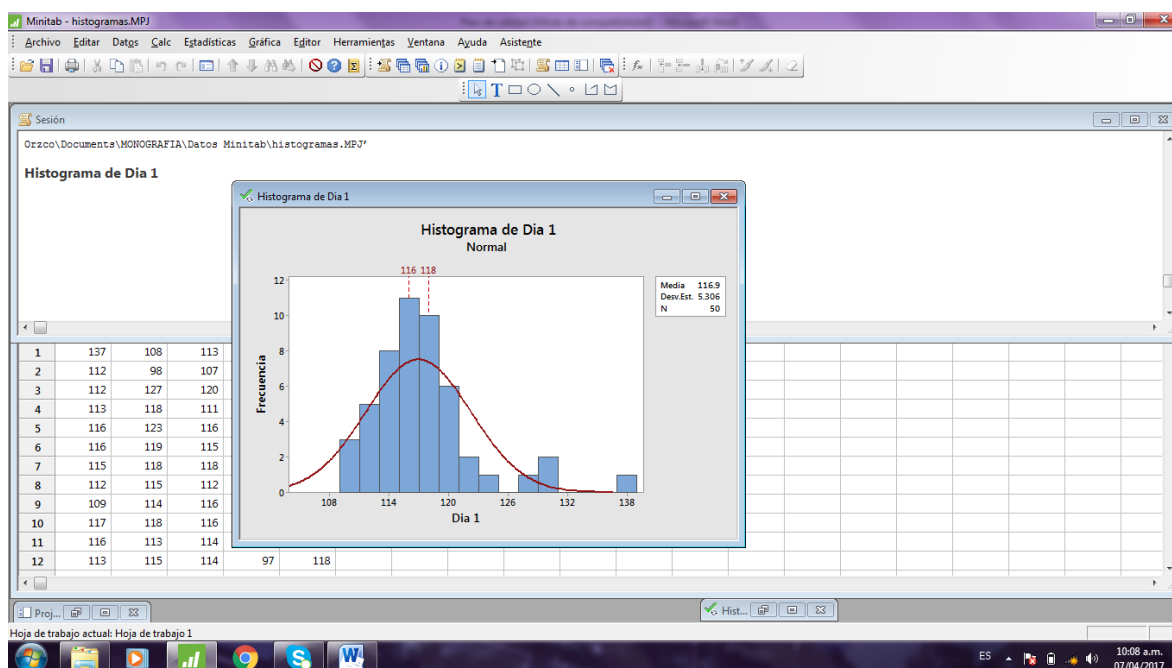 Minitab - histogramas.MPJ
Archivo Editar Datos Calc Estadísticas Gráfica Editor Herramientas Ventana Ayuda Asistente
Sesión
Orzco\Documents\MONOGRAFIA\Datos Minitab\histogramas.MPJ'
Histograma de Dia 1
Histograma de Dia 1
Histograma de Dia 1
Normal
116 118
Media 116.9
Desv.Est. 5.306
N 50
12
10
8
6
4
2
0
Frecuencia
108 114 120 126 132 138
Dia 1
1 137 108 113
2 112 98 107
3 112 127 120
4 113 118 111
5 116 123 116
6 116 119 115
7 115 118 118
8 112 115 112
9 109 114 116
10 117 118 116
11 116 113 114
12 113 115 114 97 118
Proj...
Hist...
Hoja de trabajo actual: Hoja de trabajo 1
ES
10:08 a.m.